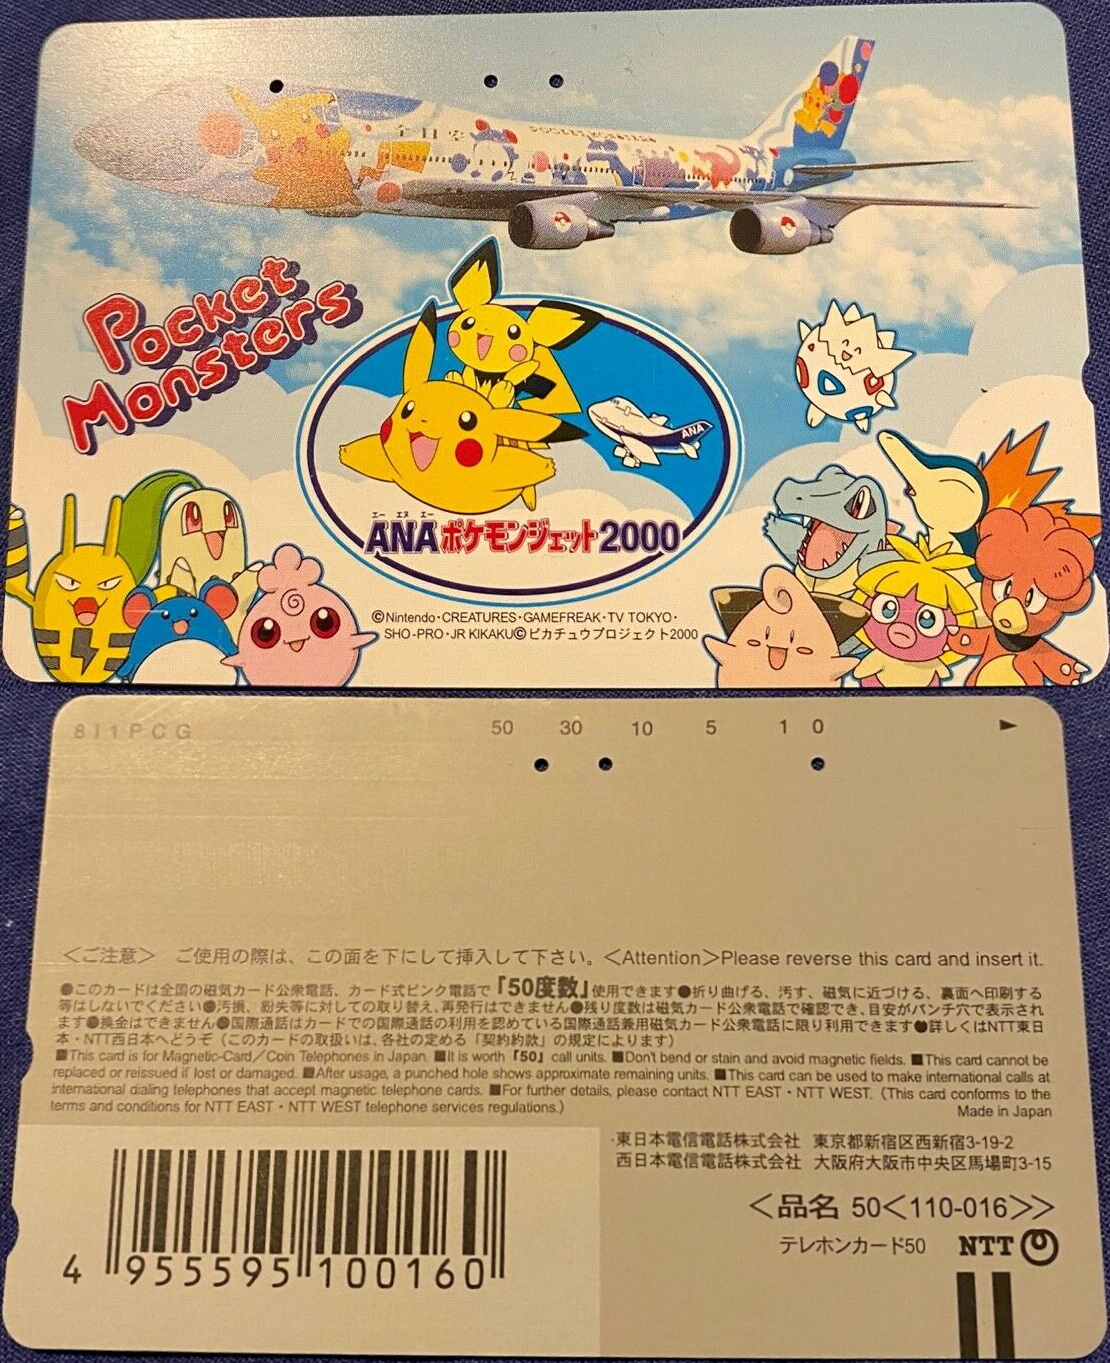 全日空
POCKET MONSTERS
Pocket
Monsters
ANA
エー エヌ エー
ANAポケモンジェット2000
©Nintendo・CREATURES・GAMEFREAK・TV TOKYO・
SHO-PRO・JR KIKAKU©ピカチュウプロジェクト2000
8I1PCG
50 30 10 5 1 0
<ご注意> ご使用の際は、この面を下にして挿入して下さい。<Attention>Please reverse this card and insert it.
●このカードは全国の磁気カード公衆電話、カード式ピンク電話で「50度数」使用できます●折り曲げる、汚す、磁気に近づける、裏面へ印刷する
等はしないでください●汚損、紛失等に対しての取り替え、再発行はできません●残り度数は磁気カード公衆電話で確認でき、目安がパンチ穴で表示され
ます●換金はできません●国際通話はカードでの国際通話の利用を認めている国際通話兼用磁気カード公衆電話に限り利用できます●詳しくはNTT東日
本・NTT西日本へどうぞ（このカードの取扱いは、各社の定める「契約約款」の規定によります）
■This card is for Magnetic-Card／Coin Telephones in Japan. ■It is worth「50」call units. ■Don't bend or stain and avoid magnetic fields. ■This card cannot be
replaced or reissued if lost or damaged. ■After usage, a punched hole shows approximate remaining units. ■This card can be used to make international calls at
international dialing telephones that accept magnetic telephone cards. ■For further details, please contact NTT EAST・NTT WEST. (This card conforms to the
terms and conditions for NTT EAST・NTT WEST telephone services regulations.)
Made in Japan
東日本電信電話株式会社 東京都新宿区西新宿3-19-2
西日本電信電話株式会社 大阪府大阪市中央区馬場町3-15
<品名 50<110-016>>
テレホンカード50 NTT
4 955595 100160